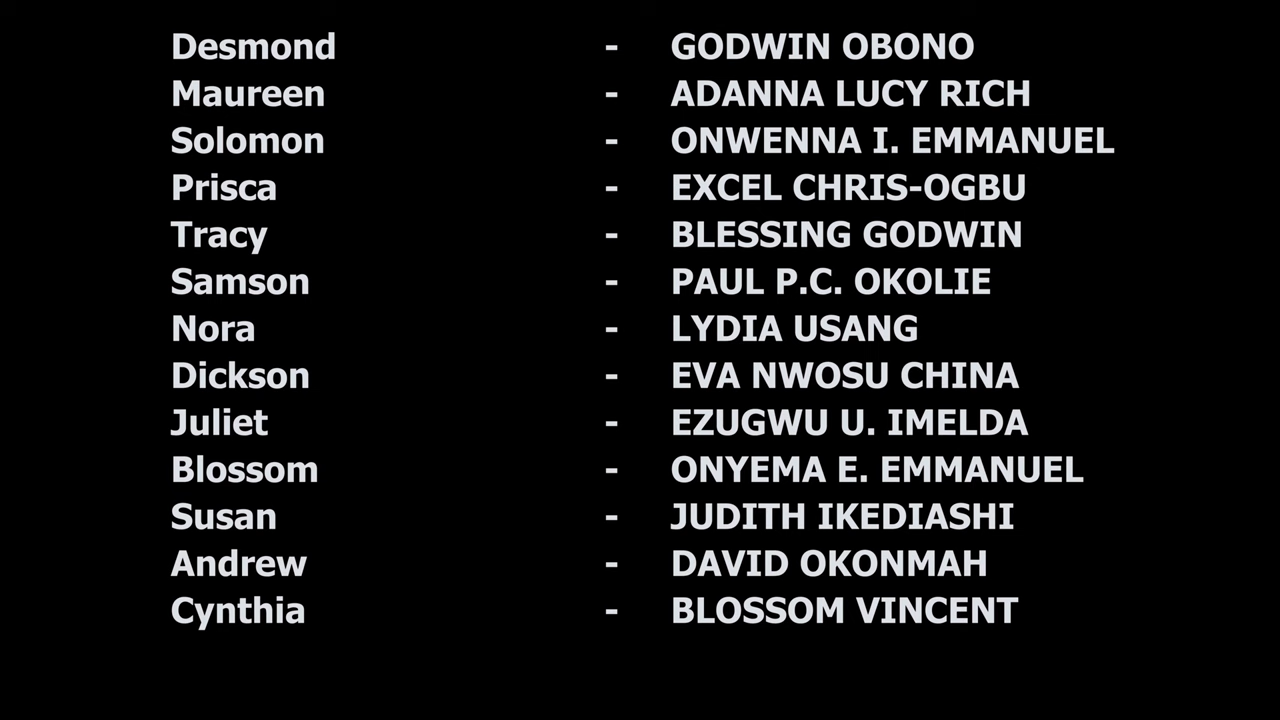 Desmond - GODWIN OBONO
Maureen - ADANNA LUCY RICH
Solomon - ONWENNA I. EMMANUEL
Prisca - EXCEL CHRIS-OGBU
Tracy - BLESSING GODWIN
Samson - PAUL P.C. OKOLIE
Nora - LYDIA USANG
Dickson - EVA NWOSU CHINA
Juliet - EZUGWU U. IMELDA
Blossom - ONYEMA E. EMMANUEL
Susan - JUDITH IKEDIASHI
Andrew - DAVID OKONMAH
Cynthia - BLOSSOM VINCENT